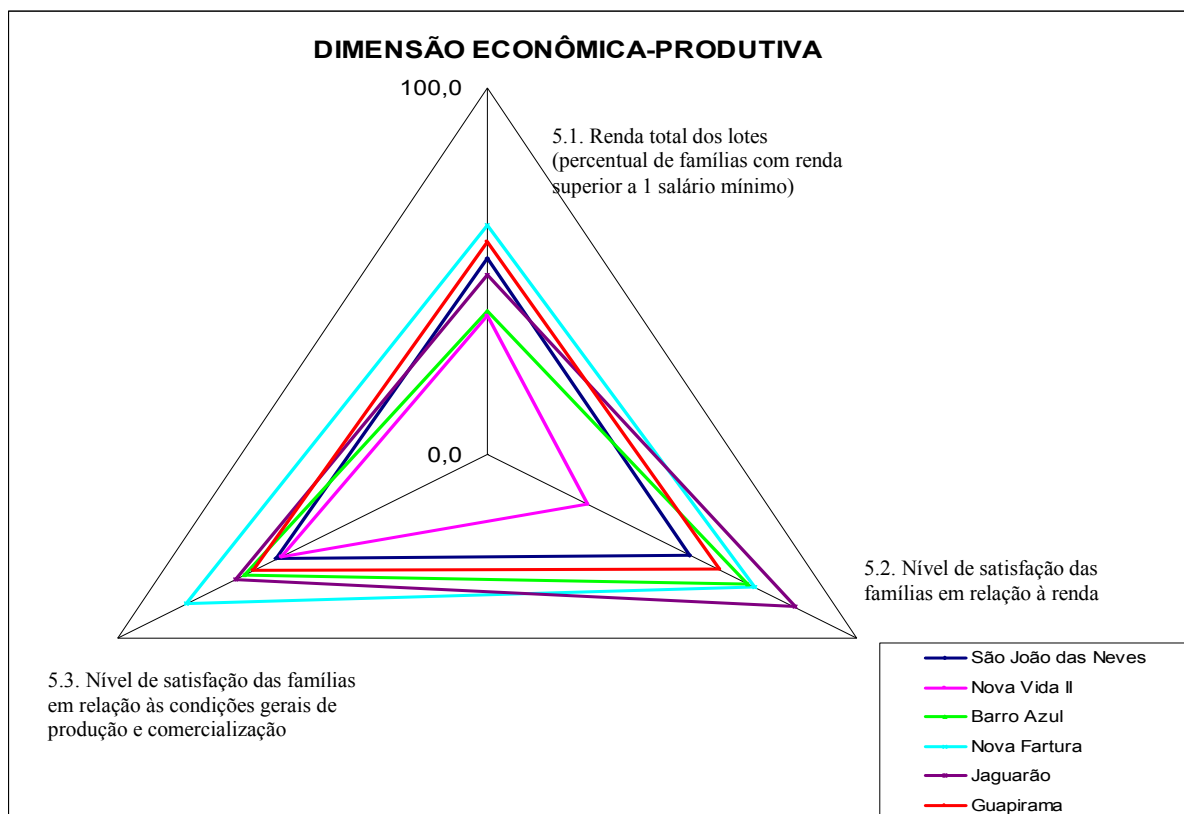 DIMENSÃO ECONÔMICA-PRODUTIVA
100,0
5.1. Renda total dos lotes
(percentual de famílias com renda
superior a 1 salário mínimo)
0,0
5.2. Nível de satisfação das
famílias em relação à renda
5.3. Nível de satisfação das famílias
em relação às condições gerais de
produção e comercialização
São João das Neves
Nova Vida II
Barro Azul
Nova Fartura
Jaguarão
Guapirama